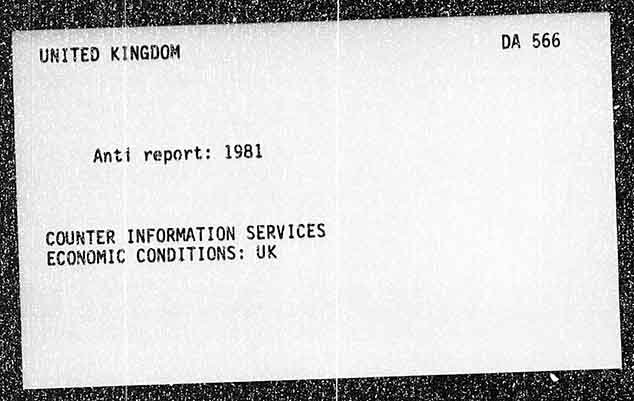 UNITED KINGDOM DA 566
Anti report: 1981
COUNTER INFORMATION SERVICES
ECONOMIC CONDITIONS: UK